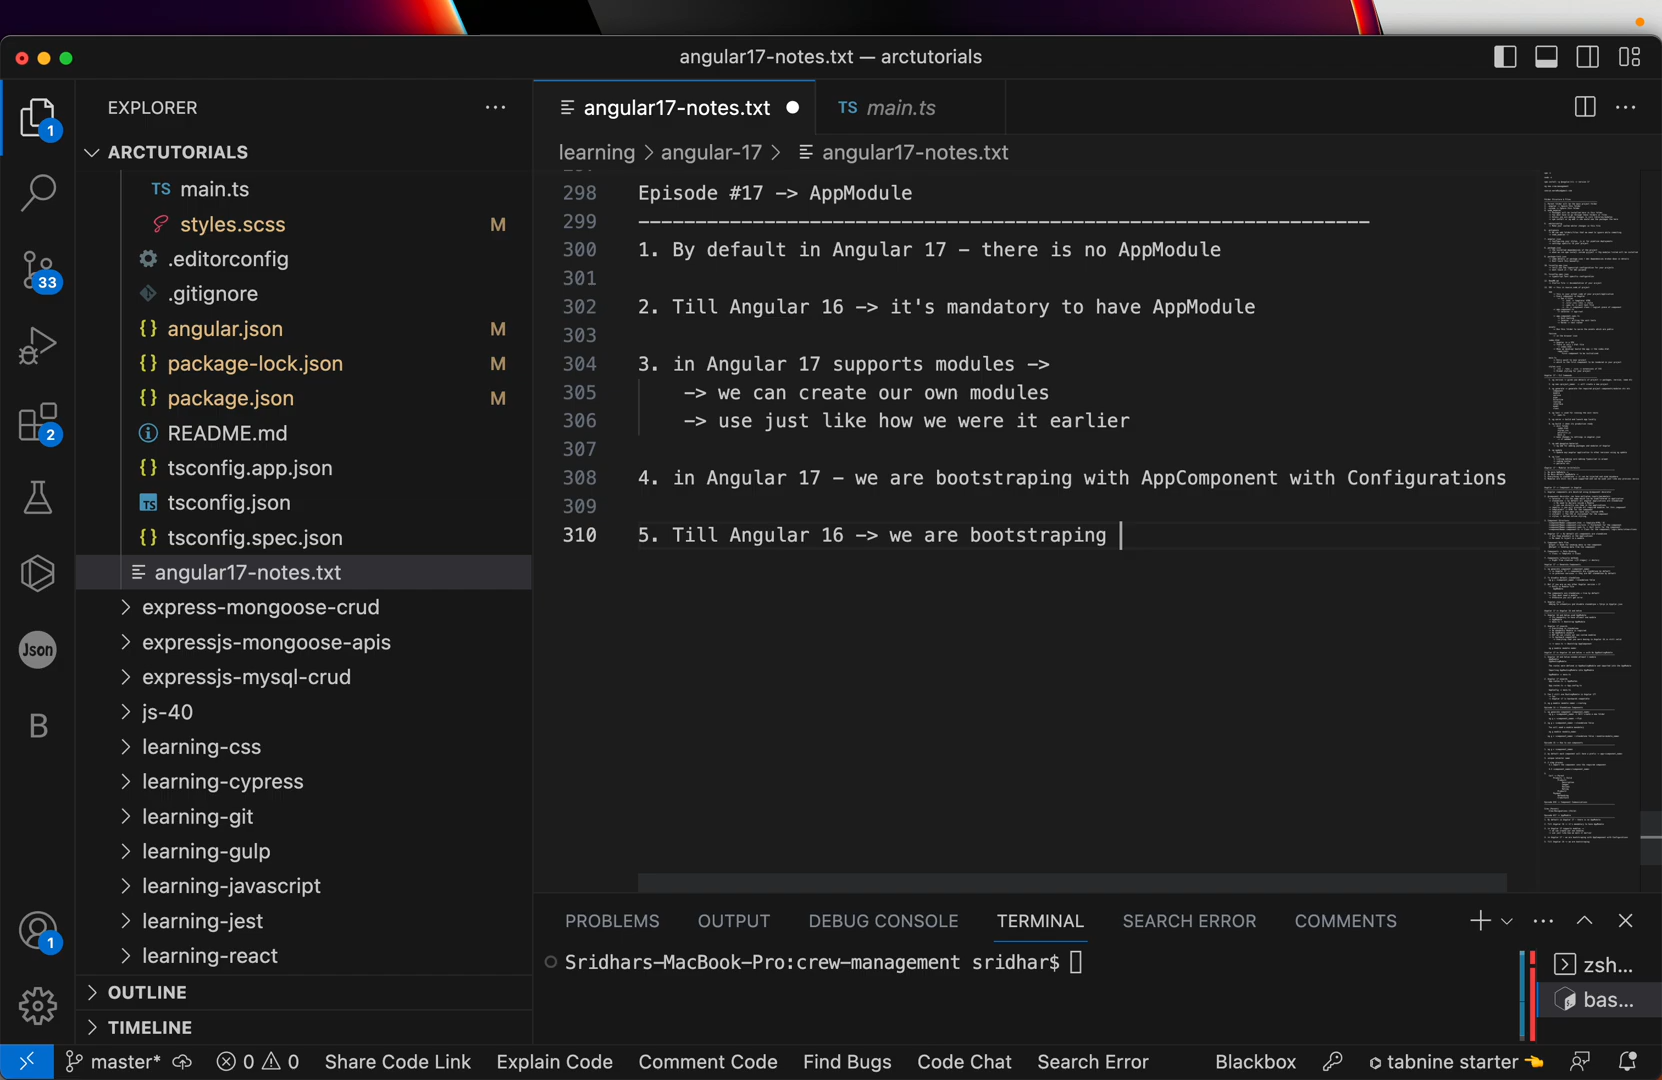 angular17-notes.txt — arctutorials
EXPLORER
angular17-notes.txt
TS main.ts
ARCTUTORIALS
learning > angular-17 > angular17-notes.txt
TS main.ts
styles.scss M
.editorconfig
.gitignore
{} angular.json M
{} package-lock.json M
{} package.json M
README.md
{} tsconfig.app.json
TS tsconfig.json
{} tsconfig.spec.json
angular17-notes.txt
express-mongoose-crud
expressjs-mongoose-apis
expressjs-mysql-crud
js-40
learning-css
learning-cypress
learning-git
learning-gulp
learning-javascript
learning-jest
learning-react
OUTLINE
TIMELINE
1
33
2
Json
B
1
298 Episode #17 -> AppModule
299 ----------------------------------------------------------------
300 1. By default in Angular 17 - there is no AppModule
301
302 2. Till Angular 16 -> it's mandatory to have AppModule
303
304 3. in Angular 17 supports modules ->
305 -> we can create our own modules
306 -> use just like how we were it earlier
307
308 4. in Angular 17 - we are bootstraping with AppComponent with Configurations
309
310 5. Till Angular 16 -> we are bootstraping
PROBLEMS OUTPUT DEBUG CONSOLE TERMINAL SEARCH ERROR COMMENTS
Sridhars-MacBook-Pro:crew-management sridhar$
zsh...
bas...
master* 0 0 Share Code Link Explain Code Comment Code Find Bugs Code Chat Search Error Blackbox tabnine starter